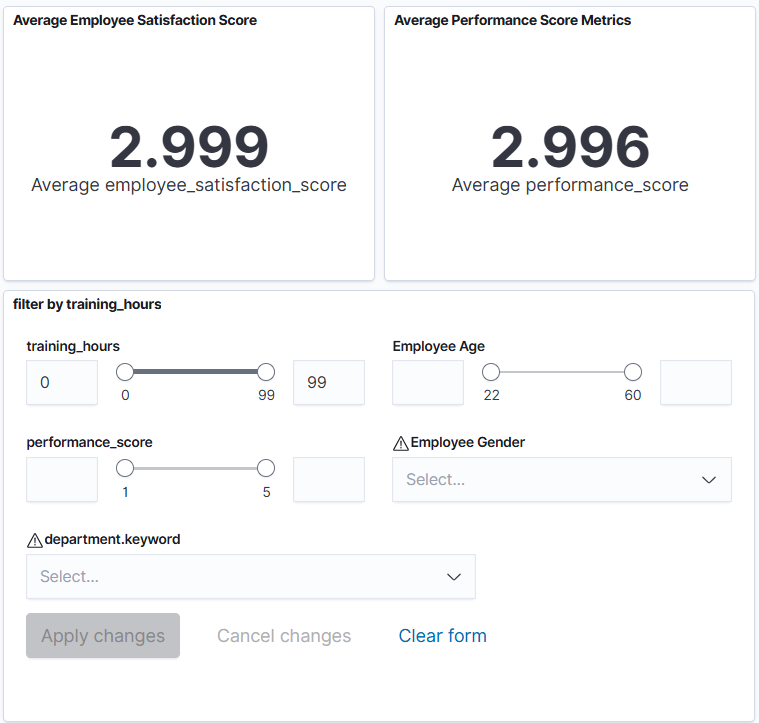 Average Employee Satisfaction Score
2.999
Average employee_satisfaction_score
Average Performance Score Metrics
2.996
Average performance_score
filter by training_hours
training_hours
0
0
99
99
Employee Age
22
60
performance_score
1
5
Employee Gender
Select...
department.keyword
Select...
Apply changes
Cancel changes
Clear form